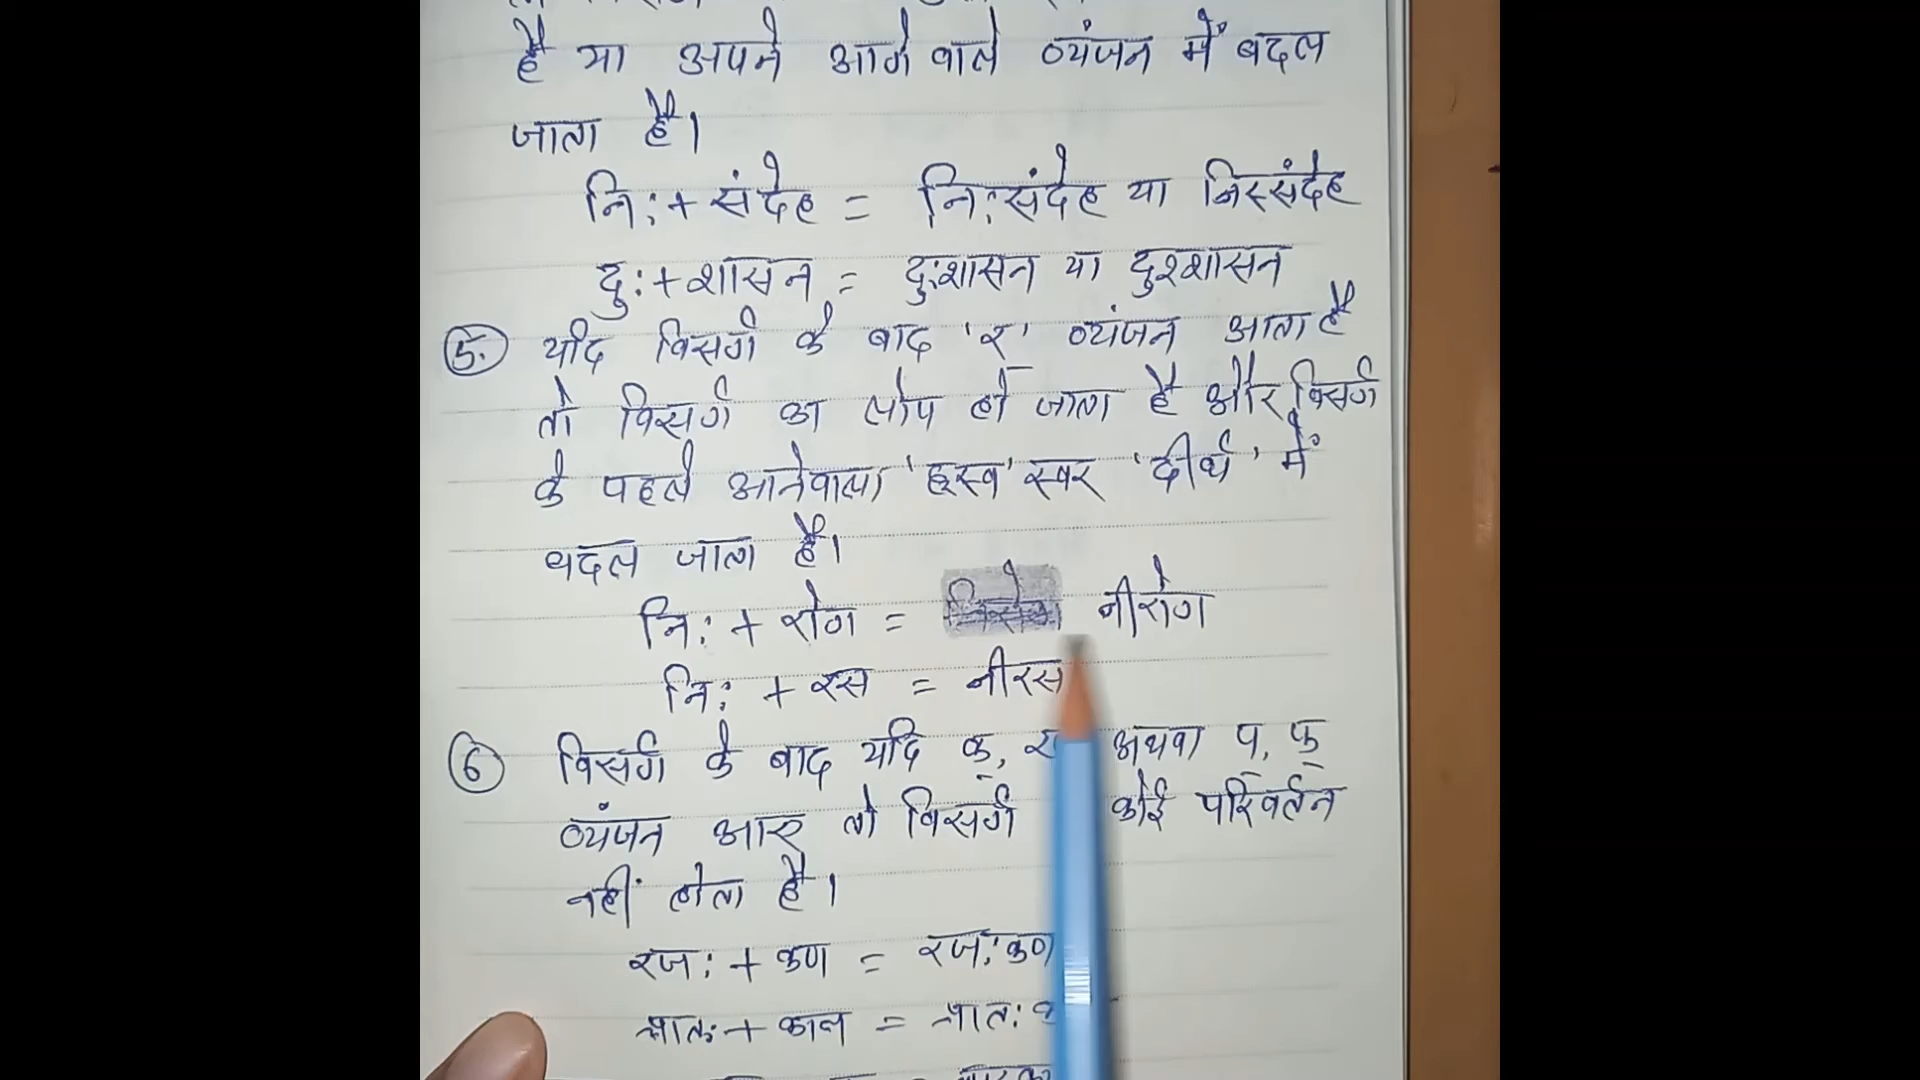 है या अपने आगे वाले व्यंजन में बदल
जाता है।
नि: + संदेह = नि:संदेह या निस्संदेह
दु: + शासन = दु:शासन या दुश्शासन
5. यदि विसर्ग के बाद 'र्' व्यंजन आता है
तो विसर्ग का लोप हो जाता है और विसर्ग
के पहले आनेवाला 'ह्रस्व' स्वर 'दीर्घ' में
बदल जाता है।
नि: + रोग = नीरोग
नि: + रस = नीरस
6 विसर्ग के बाद यदि क्, अथवा प्, फ्
व्यंजन आए तो विसर्ग कोई परिवर्तन
नहीं होता है।
रज: + कण = रज:कण
प्रात: + काल = प्रात: